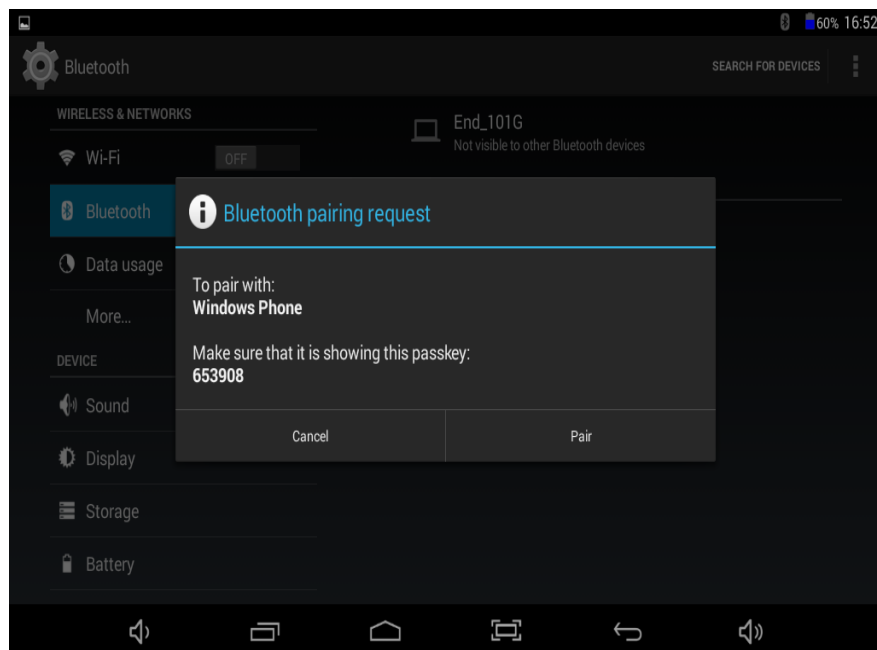 60% 16:52
Bluetooth
SEARCH FOR DEVICES
WIRELESS & NETWORKS
End_101G
Not visible to other Bluetooth devices
Wi-Fi
OFF
Bluetooth
Data usage
More...
DEVICE
Sound
Display
Storage
Battery
Bluetooth pairing request
To pair with:
Windows Phone
Make sure that it is showing this passkey:
653908
Cancel
Pair